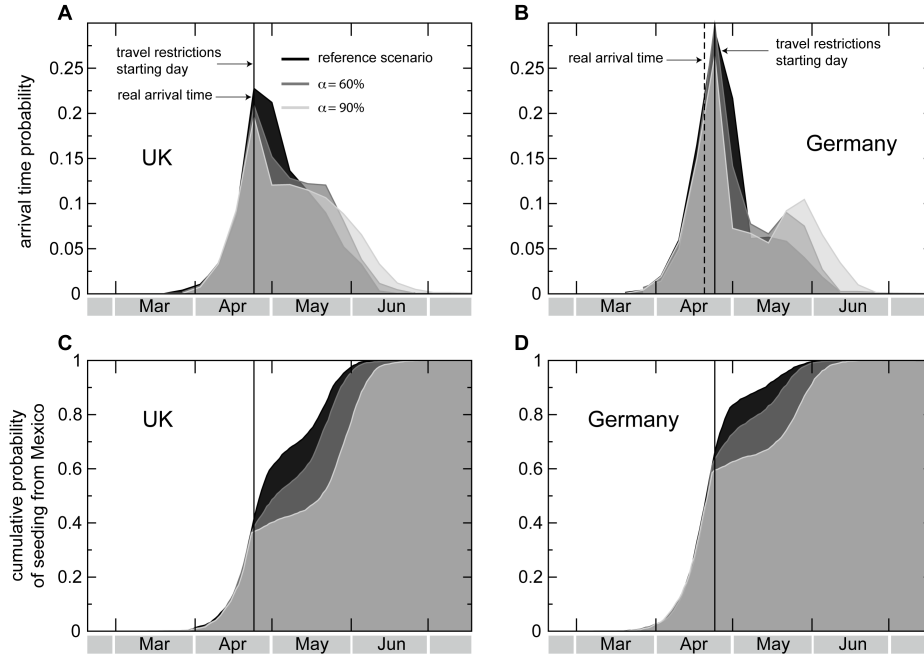 A
travel restrictions
starting day
real arrival time
reference scenario
α = 60%
α = 90%
UK
arrival time probability
0.25
0.2
0.15
0.1
0.05
0
Mar Apr May Jun
B
real arrival time
travel restrictions
starting day
Germany
0.25
0.2
0.15
0.1
0.05
0
Mar Apr May Jun
C
UK
cumulative probability
of seeding from Mexico
1
0.8
0.6
0.4
0.2
0
Mar Apr May Jun
D
Germany
1
0.8
0.6
0.4
0.2
0
Mar Apr May Jun